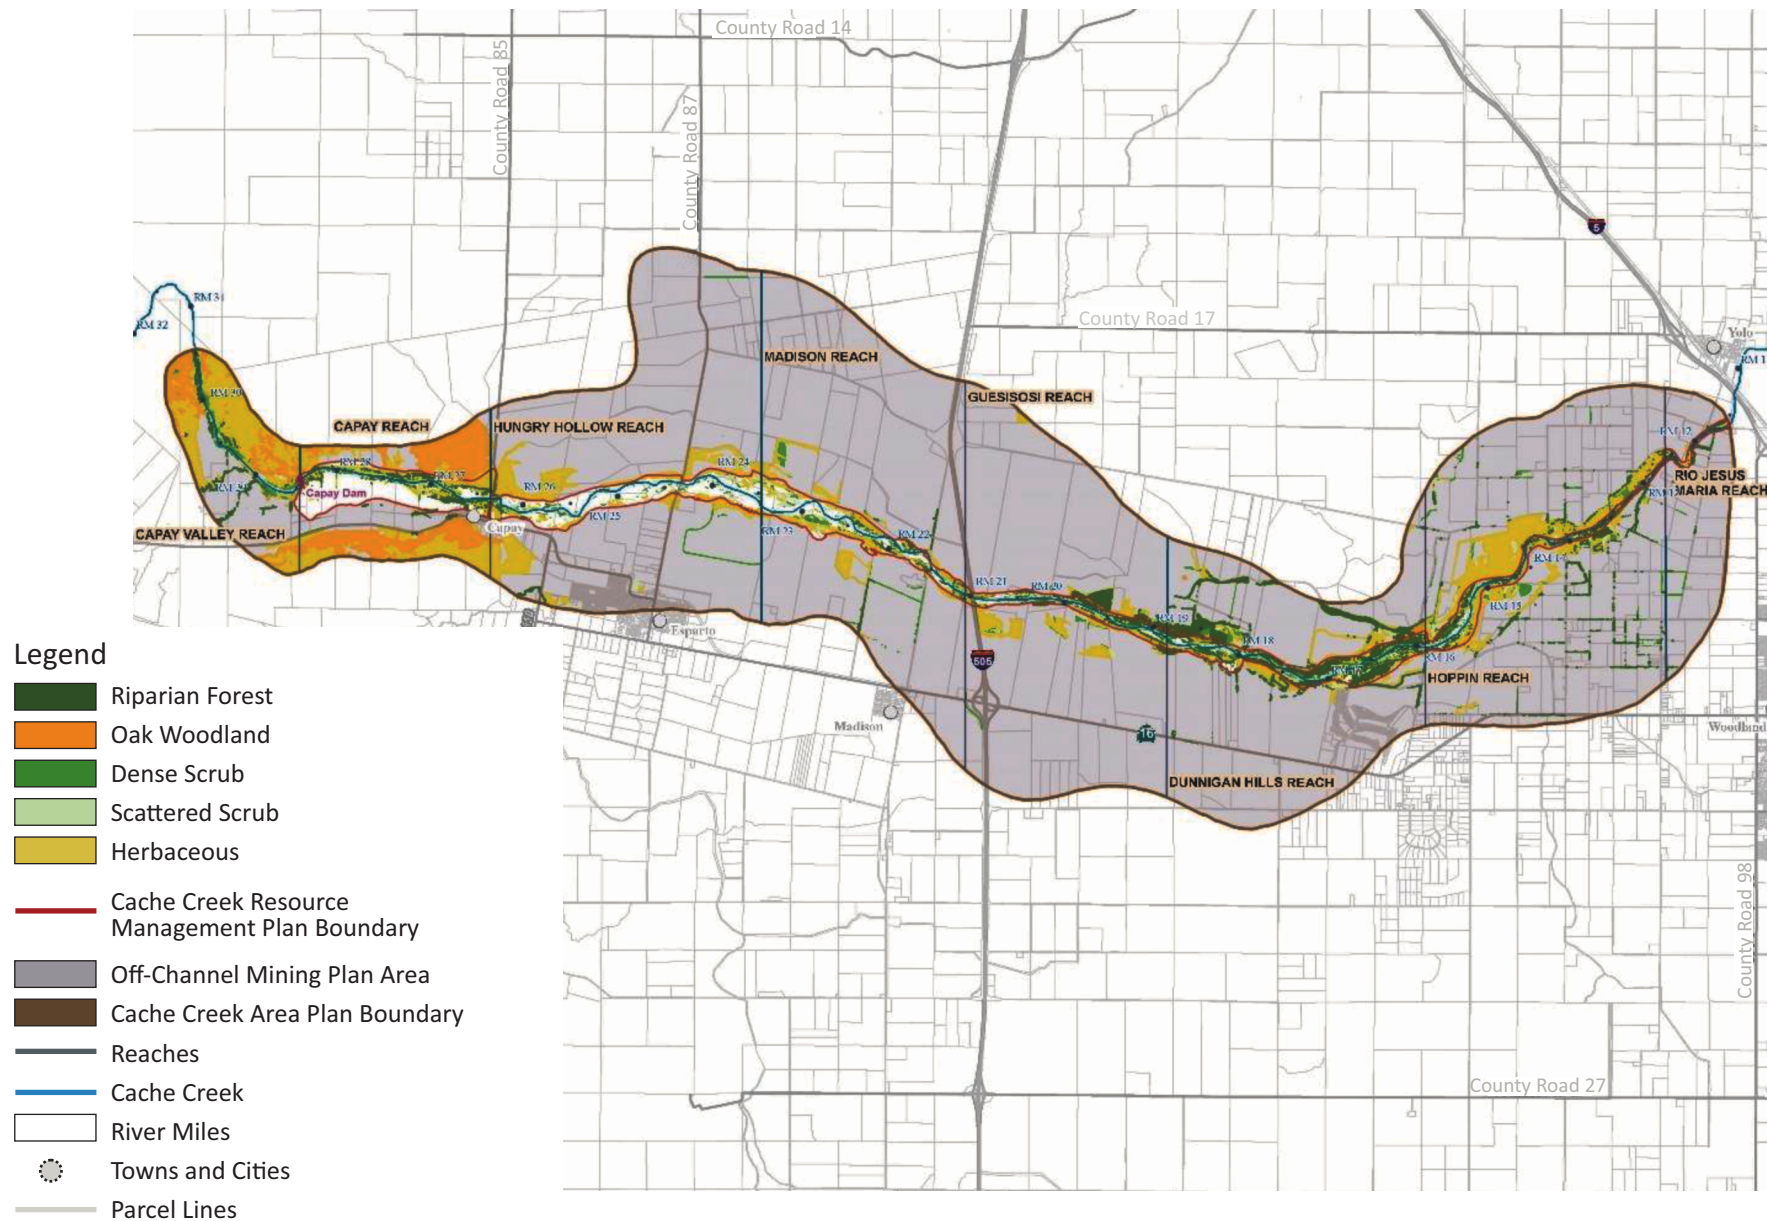 County Road 14
County Road 85
County Road 87
5
RM 31
RM 32
County Road 17
Yolo
MADISON REACH
RM 30
GUESISOSI REACH
CAPAY REACH
HUNGRY HOLLOW REACH
RM 12
RM 28
RM 27
RM 24
RM 29
Capay Dam
RM 26
RIO JESUS
MARIA REACH
CAPAY VALLEY REACH
Capay
RM 25
RM 23
RM 22
RM 14
RM 21
RM 20
RM 15
RM 19
Esparto
RM 18
505
RM 16
HOPPIN REACH
Madison
16
Woodland
DUNNIGAN HILLS REACH
County Road 98
County Road 27
Legend
Riparian Forest
Oak Woodland
Dense Scrub
Scattered Scrub
Herbaceous
Cache Creek Resource
Management Plan Boundary
Off-Channel Mining Plan Area
Cache Creek Area Plan Boundary
Reaches
Cache Creek
River Miles
Towns and Cities
Parcel Lines